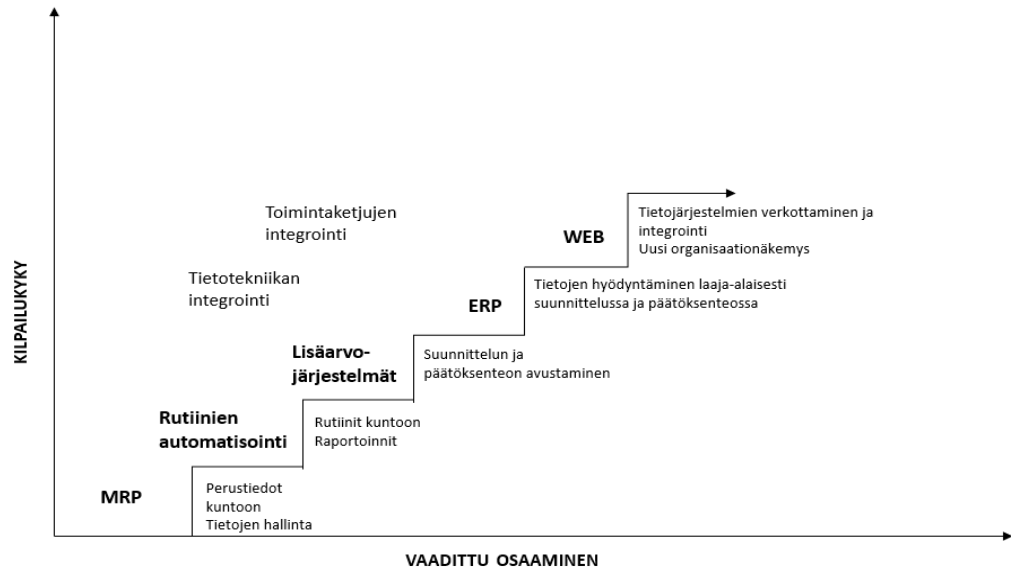 Toimintaketjujen
integrointi
Tietotekniikan
integrointi
KILPAILUKYKY
WEB
Tietojärjestelmien verkottaminen ja
integrointi
Uusi organisaationäkemys
ERP
Tietojen hyödyntäminen laaja-alaisesti
suunnittelussa ja päätöksenteossa
Lisäarvo-
järjestelmät
Suunnittelun ja
päätöksenteon avustaminen
Rutiinien
automatisointi
Rutiinit kuntoon
Raportoinnit
MRP
Perustiedot
kuntoon
Tietojen hallinta
VAADITTU OSAAMINEN